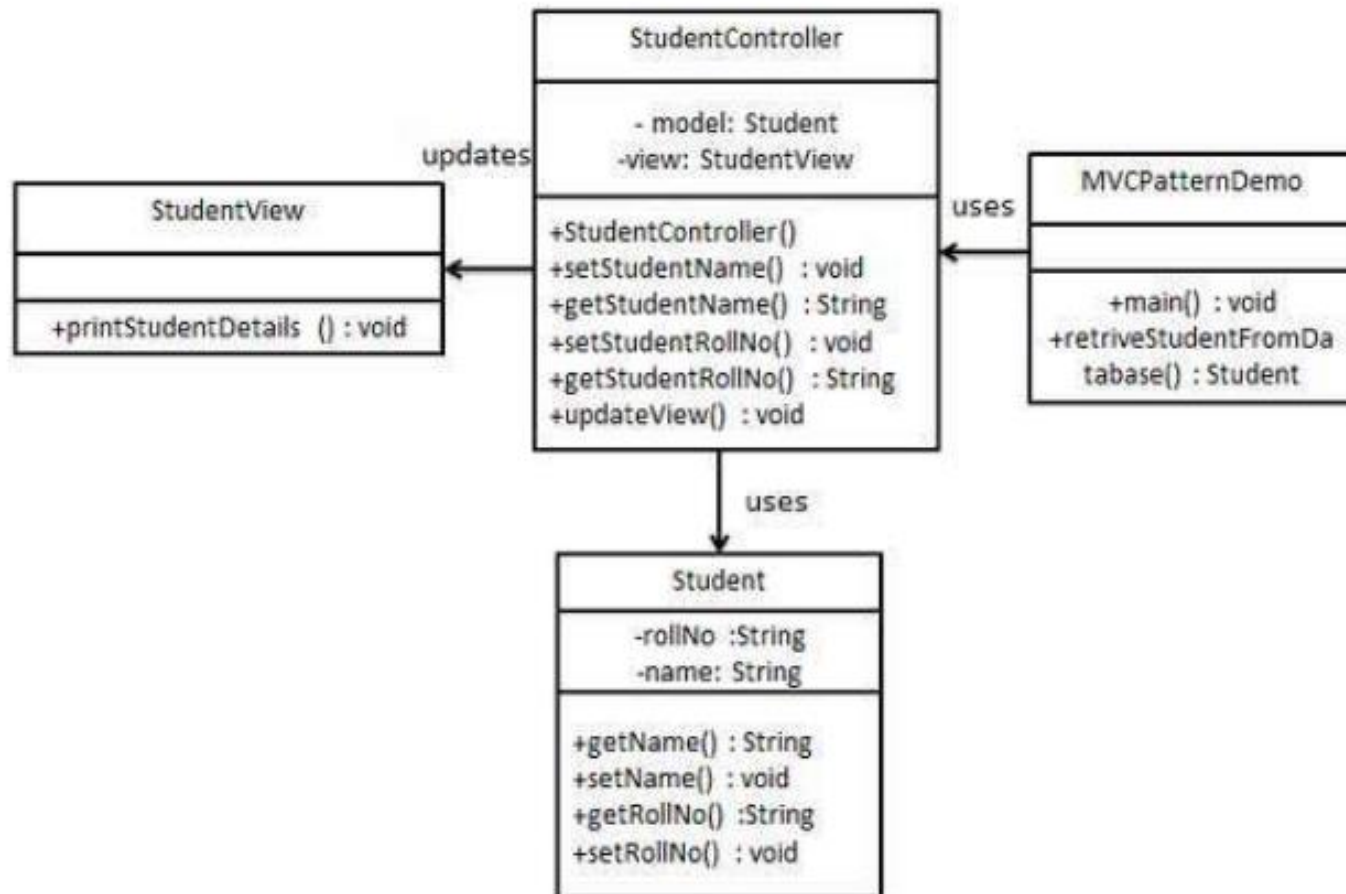 StudentController
- model: Student
-view: StudentView
+StudentController()
+setStudentName() : void
+getStudentName() : String
+setStudentRollNo() : void
+getStudentRollNo() : String
+updateView() : void
updates
StudentView
+printStudentDetails () : void
uses
MVCPatternDemo
+main() : void
+retriveStudentFromDa
tabase() : Student
uses
Student
-rollNo :String
-name: String
+getName() : String
+setName() : void
+getRollNo() :String
+setRollNo() : void